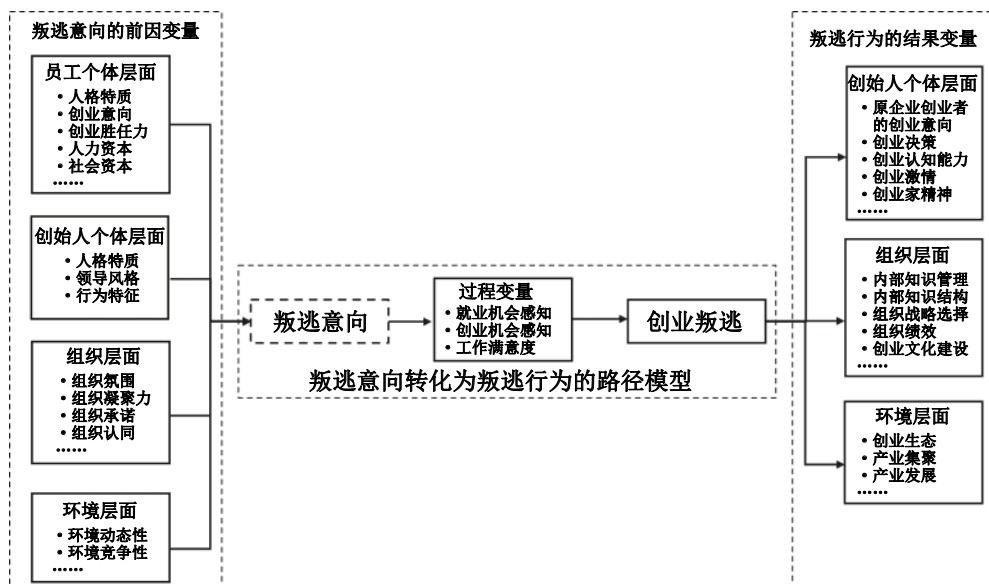 叛逃意向的前因变量
员工个体层面
• 人格特质
• 创业意向
• 创业胜任力
• 人力资本
• 社会资本
••••••
创始人个体层面
• 人格特质
• 领导风格
• 行为特征
组织层面
• 组织氛围
• 组织凝聚力
• 组织承诺
• 组织认同
••••••
环境层面
• 环境动态性
• 环境竞争性
••••••
叛逃意向
过程变量
• 就业机会感知
• 创业机会感知
• 工作满意度
创业叛逃
叛逃意向转化为叛逃行为的路径模型
叛逃行为的结果变量
创始人个体层面
• 原企业创业者
的创业意向
• 创业决策
• 创业认知能力
• 创业激情
• 创业家精神
••••••
组织层面
• 内部知识管理
• 内部知识结构
• 组织战略选择
• 组织绩效
• 创业文化建设
••••••
环境层面
• 创业生态
• 产业集聚
• 产业发展
••••••